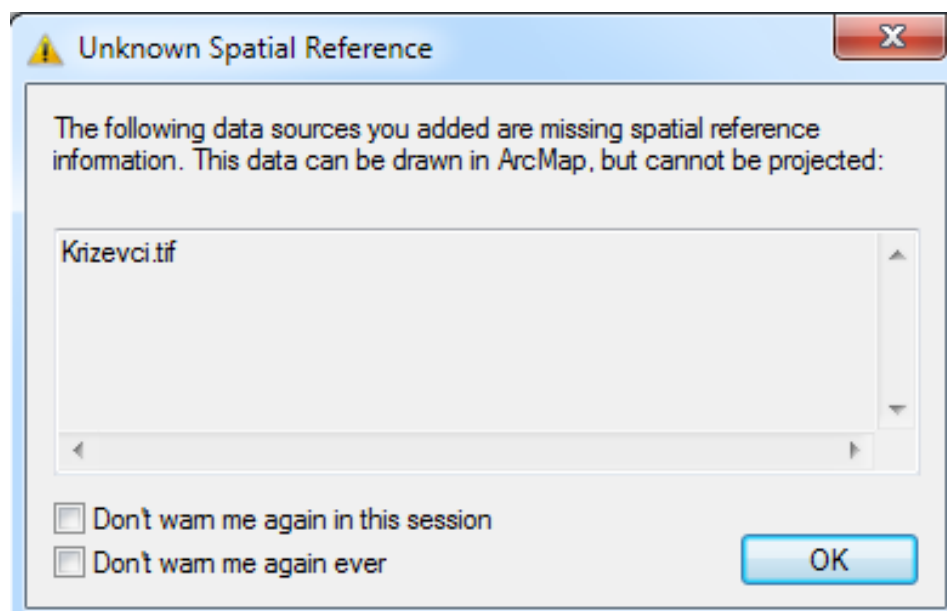 Unknown Spatial Reference
The following data sources you added are missing spatial reference
information. This data can be drawn in ArcMap, but cannot be projected:
Krizevci.tif
Don't warn me again in this session
Don't warn me again ever
OK